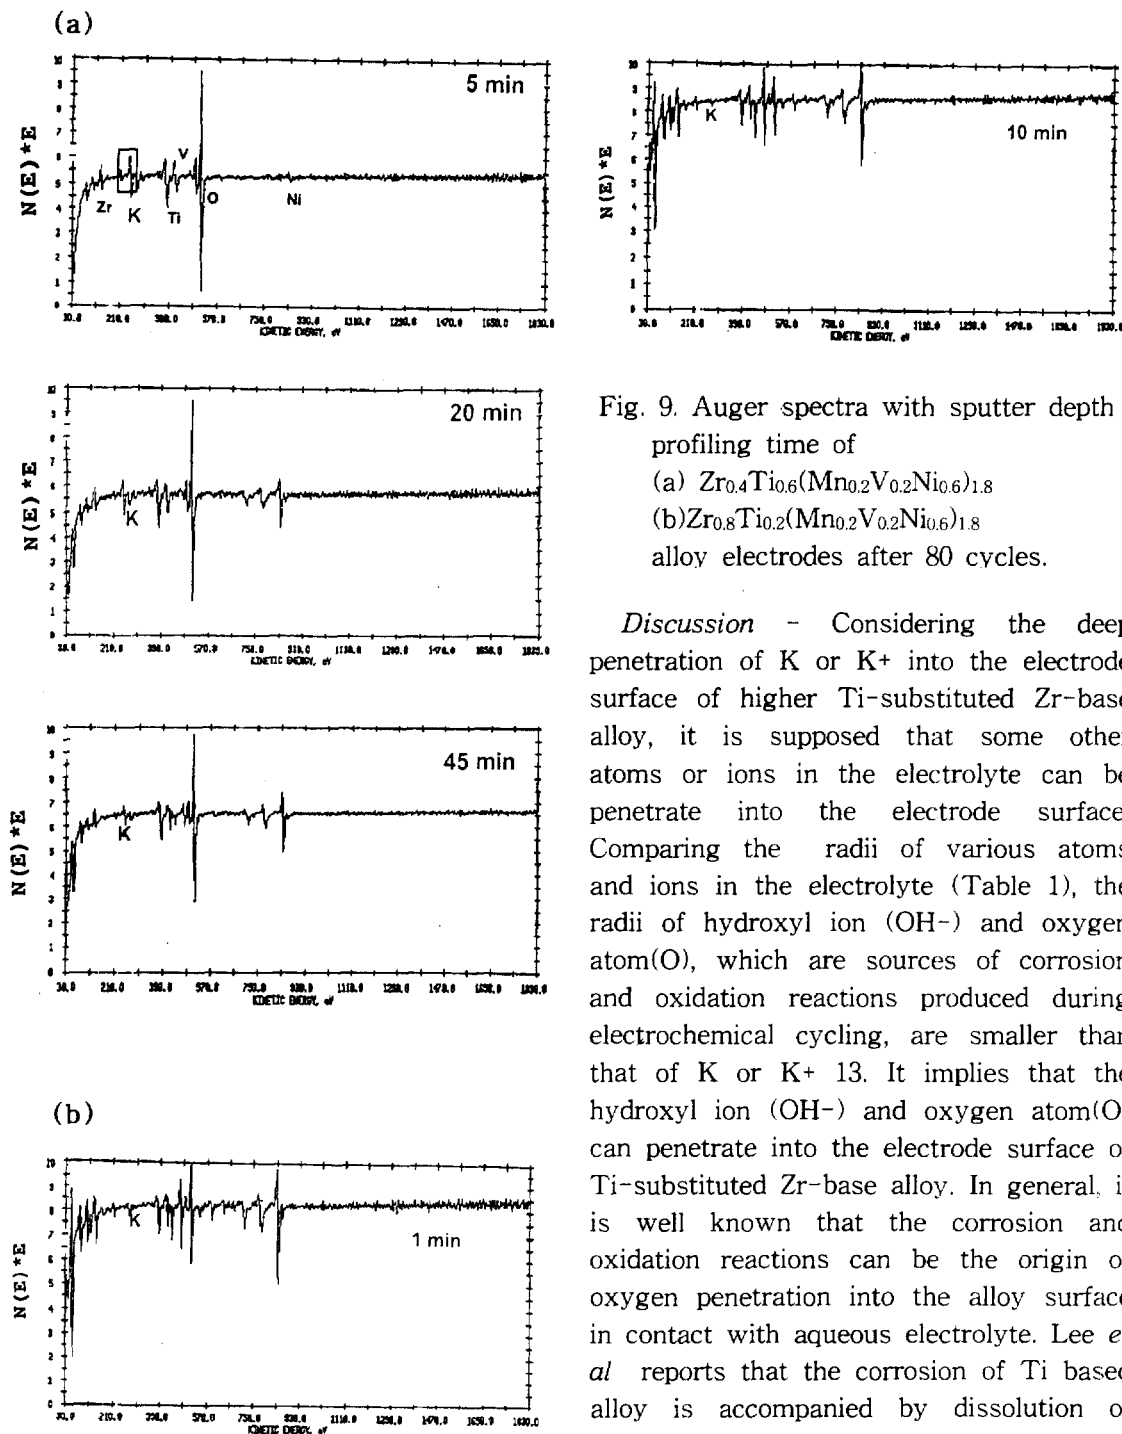 (a)
5 min
N(E)*E
V
Zr
K
Ti
O
Ni
KINETIC ENERGY, eV
20 min
N(E)*E
K
KINETIC ENERGY, eV
45 min
N(E)*E
K
KINETIC ENERGY, eV
(b)
N(E)*E
K
1 min
N(E)*E
K
10 min
KINETIC ENERGY, eV
Fig. 9. Auger spectra with sputter depth
profiling time of
(a) Zr0.4Ti0.6(Mn0.2V0.2Ni0.6)1.8
(b)Zr0.8Ti0.2(Mn0.2V0.2Ni0.6)1.8
alloy electrodes after 80 cycles.
Discussion - Considering the deep
penetration of K or K+ into the electrode
surface of higher Ti-substituted Zr-base
alloy, it is supposed that some other
atoms or ions in the electrolyte can be
penetrate into the electrode surface
Comparing the radii of various atoms
and ions in the electrolyte (Table 1), the
radii of hydroxyl ion (OH-) and oxygen
atom(O), which are sources of corrosion
and oxidation reactions produced during
electrochemical cycling, are smaller than
that of K or K+ 13. It implies that the
hydroxyl ion (OH-) and oxygen atom(O)
can penetrate into the electrode surface o
Ti-substituted Zr-base alloy. In general, i
is well known that the corrosion and
oxidation reactions can be the origin o
oxygen penetration into the alloy surface
in contact with aqueous electrolyte. Lee e
al reports that the corrosion of Ti based
alloy is accompanied by dissolution o